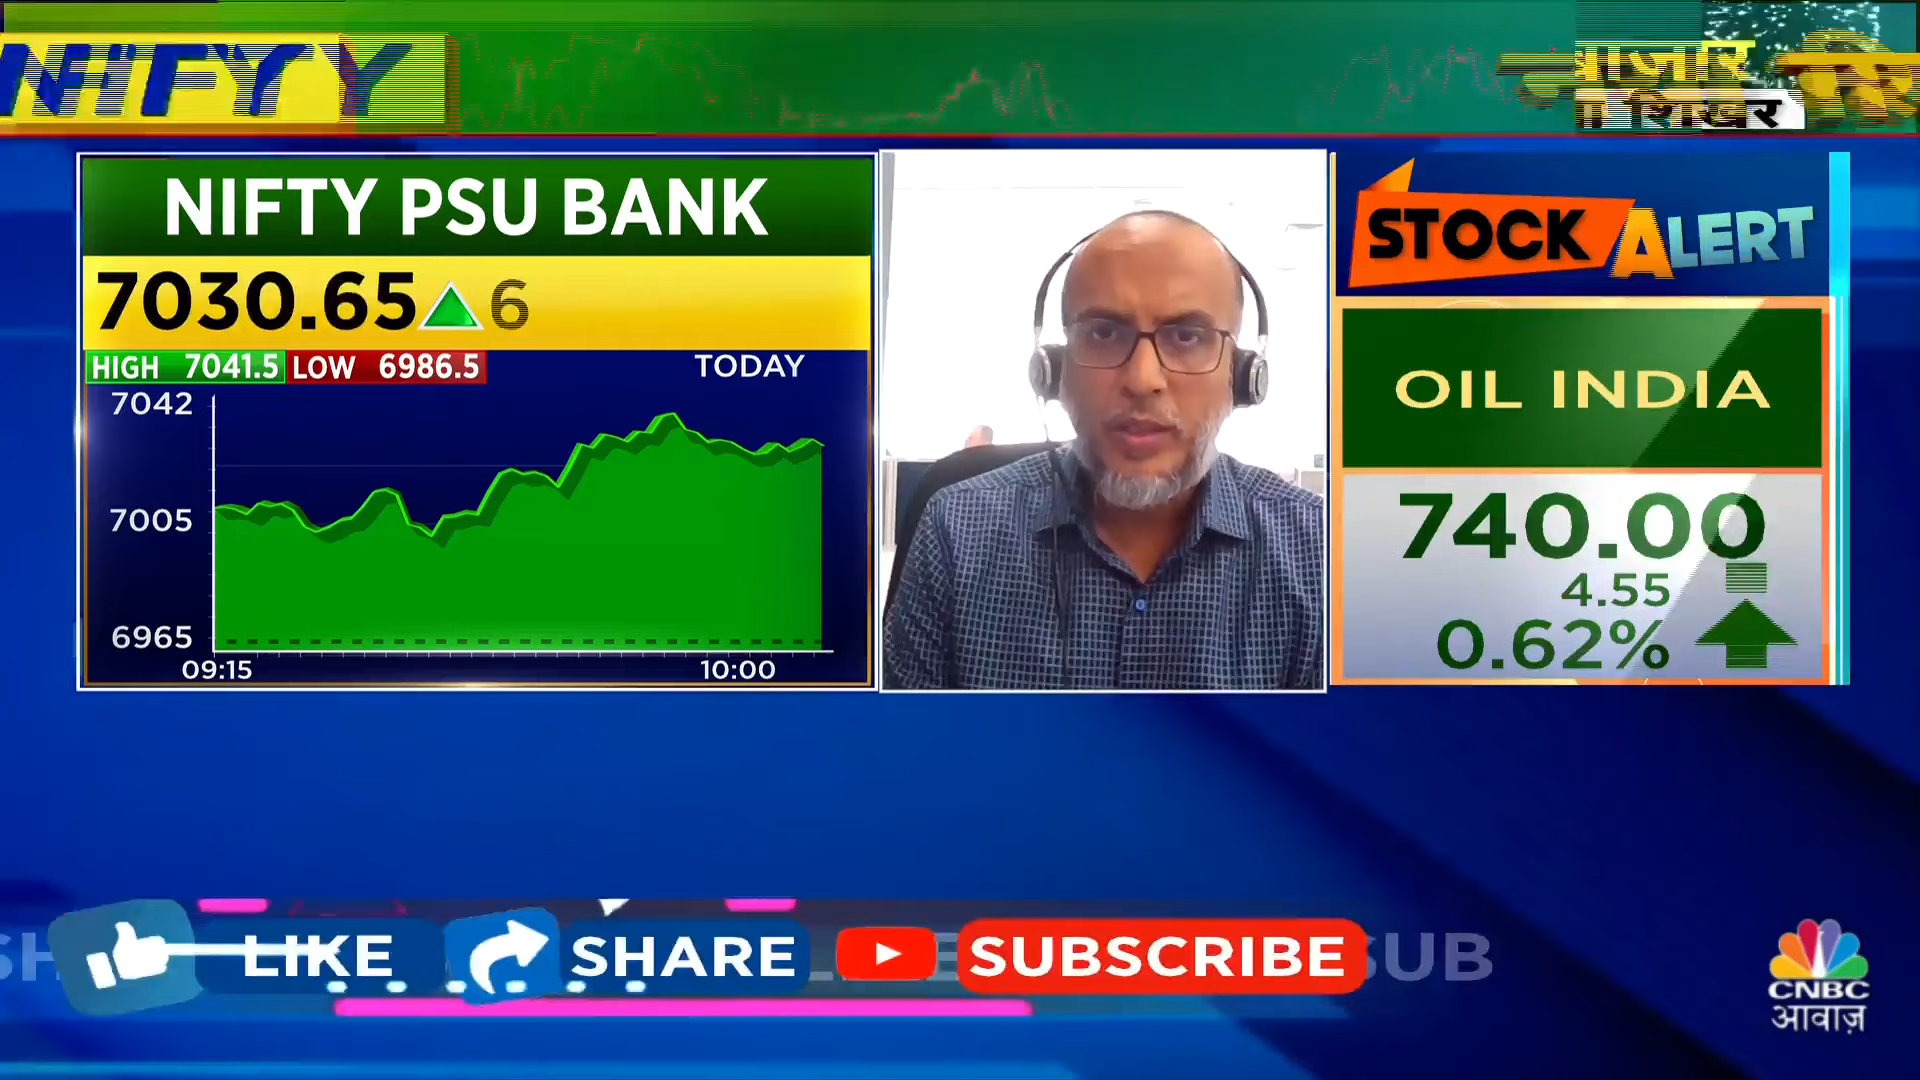 NIFTY
बाज़ार
शिखर
NIFTY PSU BANK
7030.65 6
HIGH 7041.5 LOW 6986.5 TODAY
7042
7005
6965
09:15 10:00
STOCK ALERT
OIL INDIA
740.00
4.55
0.62%
LIKE SHARE SUBSCRIBE SUB
CNBC
आवाज़